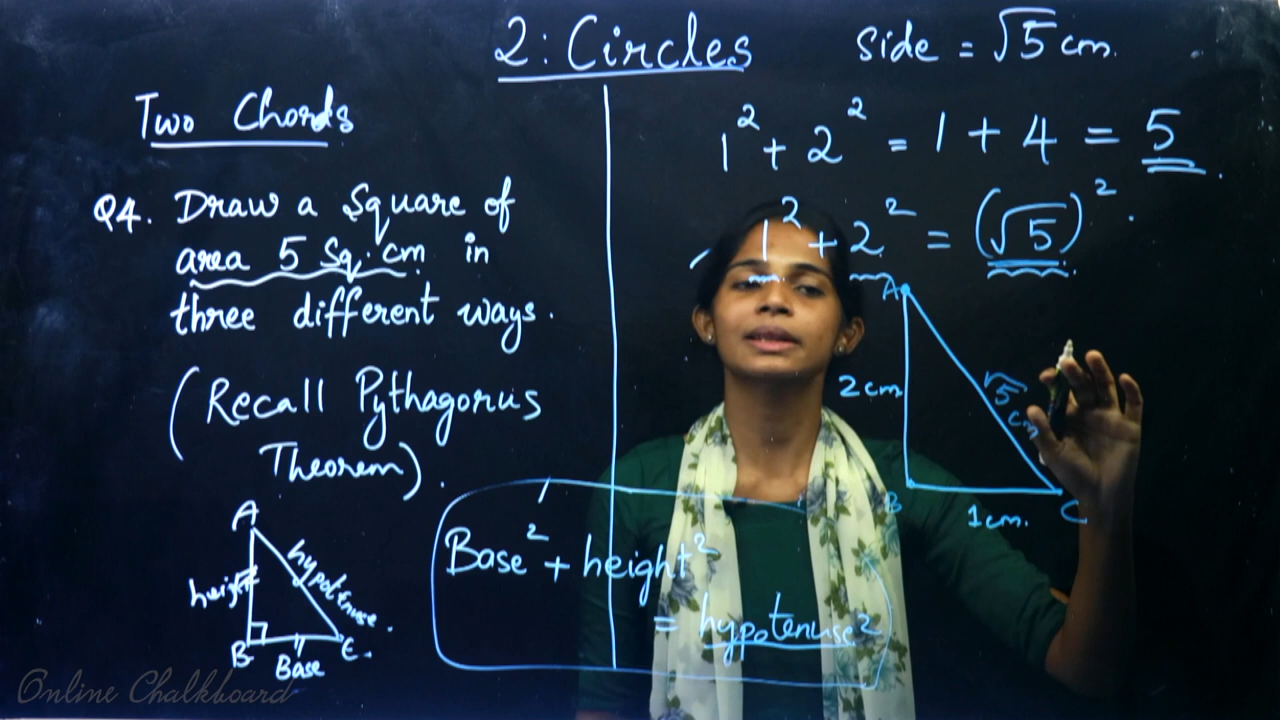 2: Circles
Two Chords
Q4. Draw a Square of
area 5 Sq. cm in
three different ways.
(Recall Pythagorus
Theorem).
A
height
hypotenuse.
B
Base
C.
Base² + height²
= hypotenuse²
Side = √5 cm.
1² + 2² = 1 + 4 = 5
1² + 2² = (√5)².
A
2cm
√5 cm
B
1cm.
C
Online Chalkboard